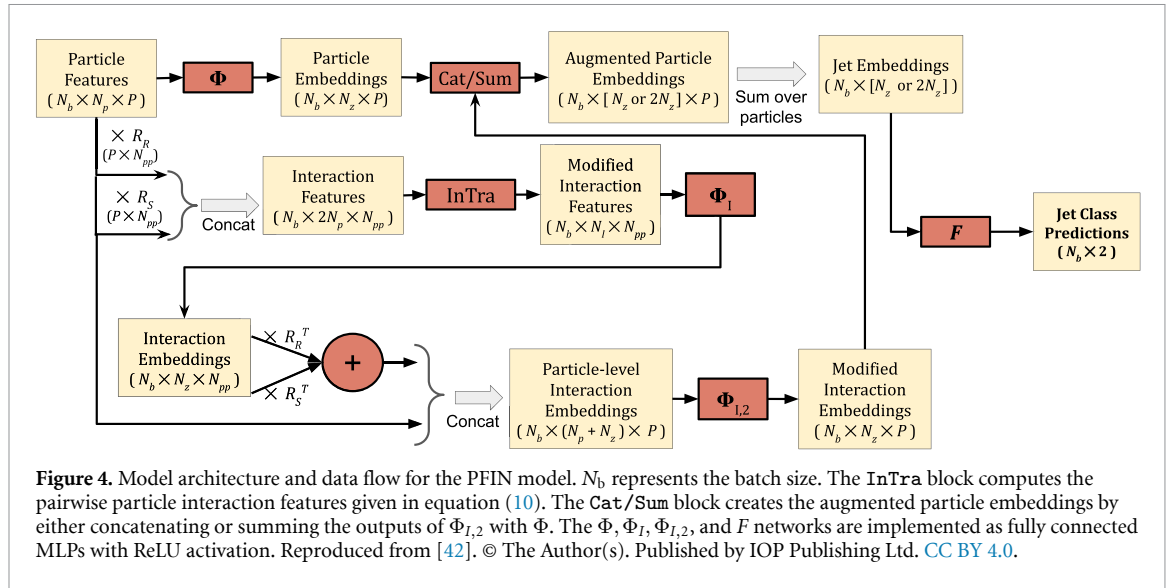 Particle
Features
( N_b × N_p × P )
Φ
Particle
Embeddings
( N_b × N_z × P)
Cat/Sum
Augmented Particle
Embeddings
( N_b × [ N_z or 2N_z ] × P )
Sum over
particles
Jet Embeddings
( N_b × [N_z or 2N_z] )
× R_R
(P × N_pp)
× R_S
(P × N_pp)
Concat
Interaction
Features
( N_b × 2N_p × N_pp )
InTra
Modified
Interaction
Features
( N_b × N_I × N_pp )
Φ_I
F
Jet Class
Predictions
( N_b × 2 )
Interaction
Embeddings
( N_b × N_z × N_pp )
× R_R^T
× R_S^T
+
Concat
Particle-level
Interaction
Embeddings
( N_b × (N_p + N_z ) × P )
Φ_I,2
Modified
Interaction
Embeddings
( N_b × N_z × P )
Figure 4. Model architecture and data flow for the PFIN model. N_b represents the batch size. The InTra block computes the
pairwise particle interaction features given in equation (10). The Cat/Sum block creates the augmented particle embeddings by
either concatenating or summing the outputs of Φ_I,2 with Φ. The Φ, Φ_I, Φ_I,2, and F networks are implemented as fully connected
MLPs with ReLU activation. Reproduced from [42]. © The Author(s). Published by IOP Publishing Ltd. CC BY 4.0.